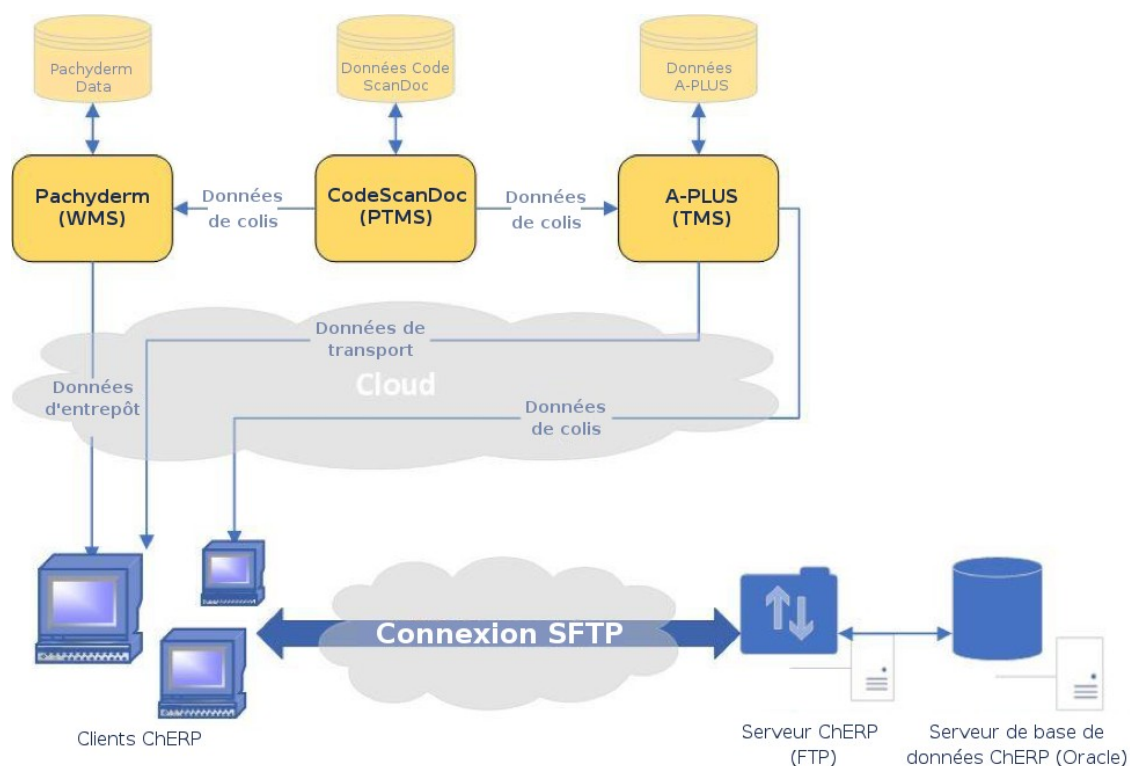 Pachyderm
Data
Données Code
ScanDoc
Données
A-PLUS
Pachyderm
(WMS)
Données
de colis
CodeScanDoc
(PTMS)
Données
de colis
A-PLUS
(TMS)
Données de
transport
Cloud
Données
d'entrepôt
Données
de colis
Connexion SFTP
Clients ChERP
Serveur ChERP
(FTP)
Serveur de base de
données ChERP (Oracle)